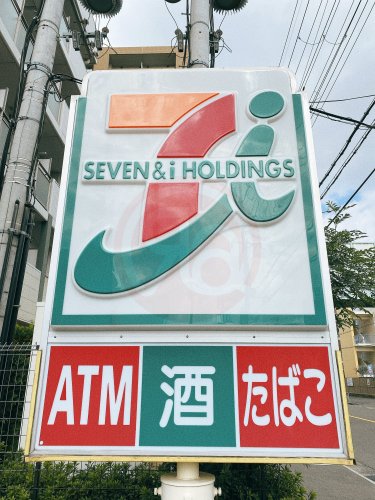 SEVEN & i HOLDINGS
ATM 酒 たばこ